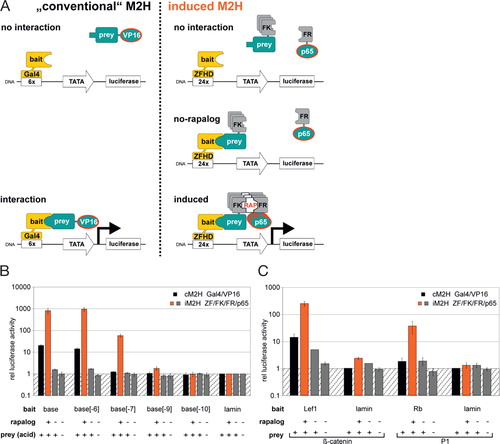 A
„conventional“ M2H
induced M2H
no interaction
no interaction
prey
VP16
FK
prey
FR
p65
bait
Gal4
DNA
6x
TATA
luciferase
bait
ZFHD
DNA
24x
TATA
luciferase
no-rapalog
FK
FR
bait
prey
p65
ZFHD
DNA
24x
TATA
luciferase
interaction
induced
FK
RAP
FR
bait
prey
VP16
Gal4
DNA
6x
TATA
luciferase
bait
prey
p65
ZFHD
DNA
24x
TATA
luciferase
B
cM2H Gal4/VP16
iM2H ZF/FK/FR/p65
rel luciferase activity
10000
1000
100
10
1
0.1
bait base base[-6] base[-7] base[-9] base[-10] lamin
rapalog + + - - + + - - + + - - + + - - + + - - + + - -
prey (acid) + + + - + + + - + + + - + + + - + + + - + + + -
C
cM2H Gal4/VP16
iM2H ZF/FK/FR/p65
rel luciferase activity
1000
100
10
1
0.1
bait Lef1 lamin Rb lamin
rapalog + + - - + + - - + + - - + + - -
prey + + + - + + + - + + + - + + + -
ß-catenin P1